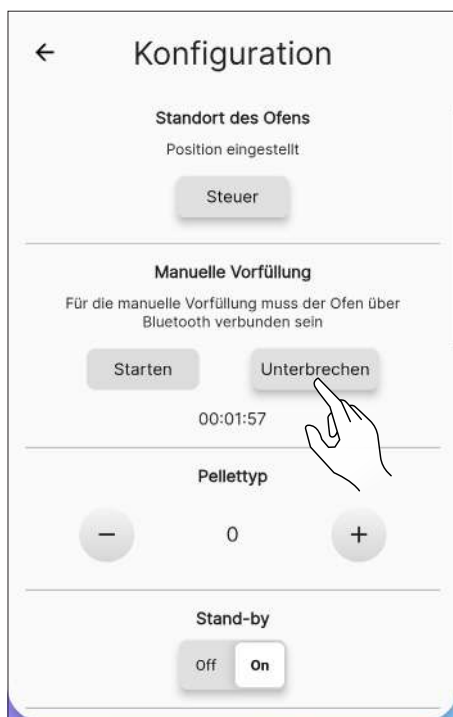 ← Konfiguration
Standort des Ofens
Position eingestellt
Steuer
Manuelle Vorfüllung
Für die manuelle Vorfüllung muss der Ofen über
Bluetooth verbunden sein
Starten Unterbrechen
00:01:57
Pellettyp
− 0 +
Stand-by
Off On